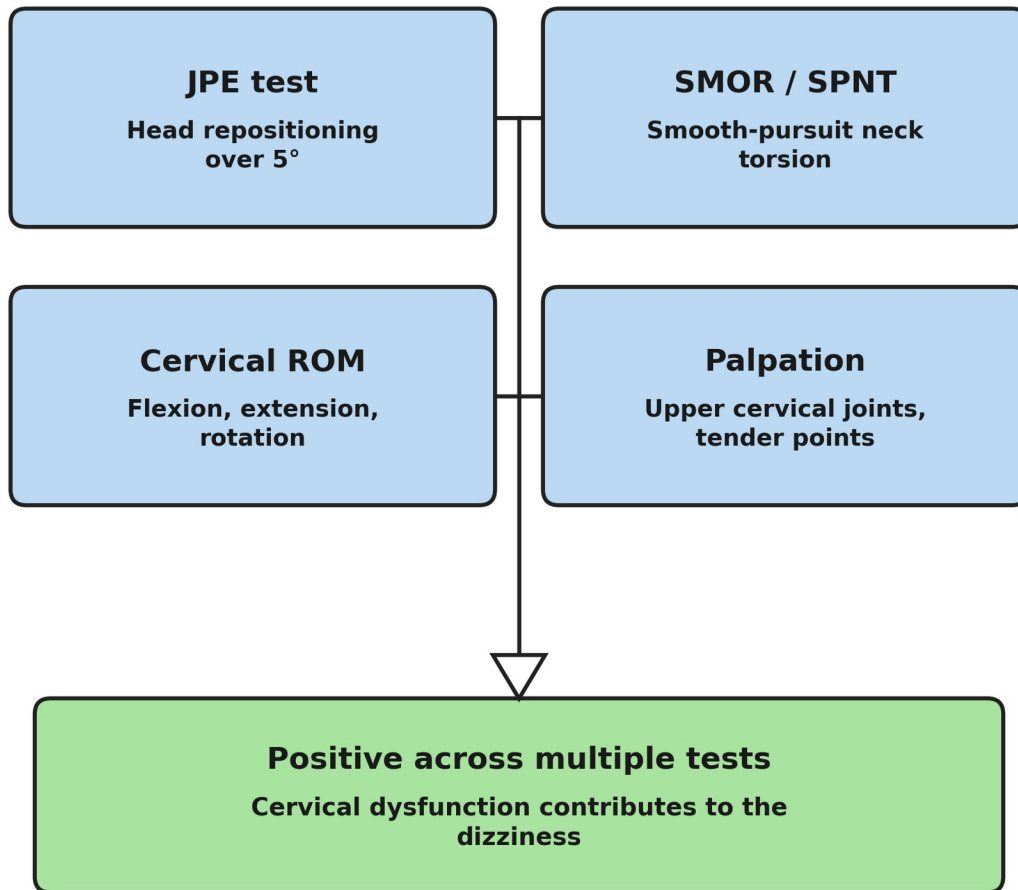 JPE test
Head repositioning
over 5°
SMOR / SPNT
Smooth-pursuit neck
torsion
Cervical ROM
Flexion, extension,
rotation
Palpation
Upper cervical joints,
tender points
Positive across multiple tests
Cervical dysfunction contributes to the
dizziness